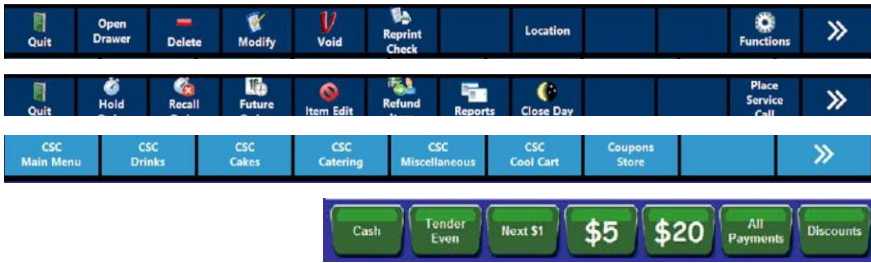 Quit Open Drawer Delete Modify Void Reprint Check Location Functions
Quit Hold Recall Future Item Edit Refund Reports Close Day Place Service Call
CSC Main Menu CSC Drinks CSC Cakes CSC Catering CSC Miscellaneous CSC Cool Cart Coupons Store
Cash Tender Even Next $1 $5 $20 All Payments Discounts